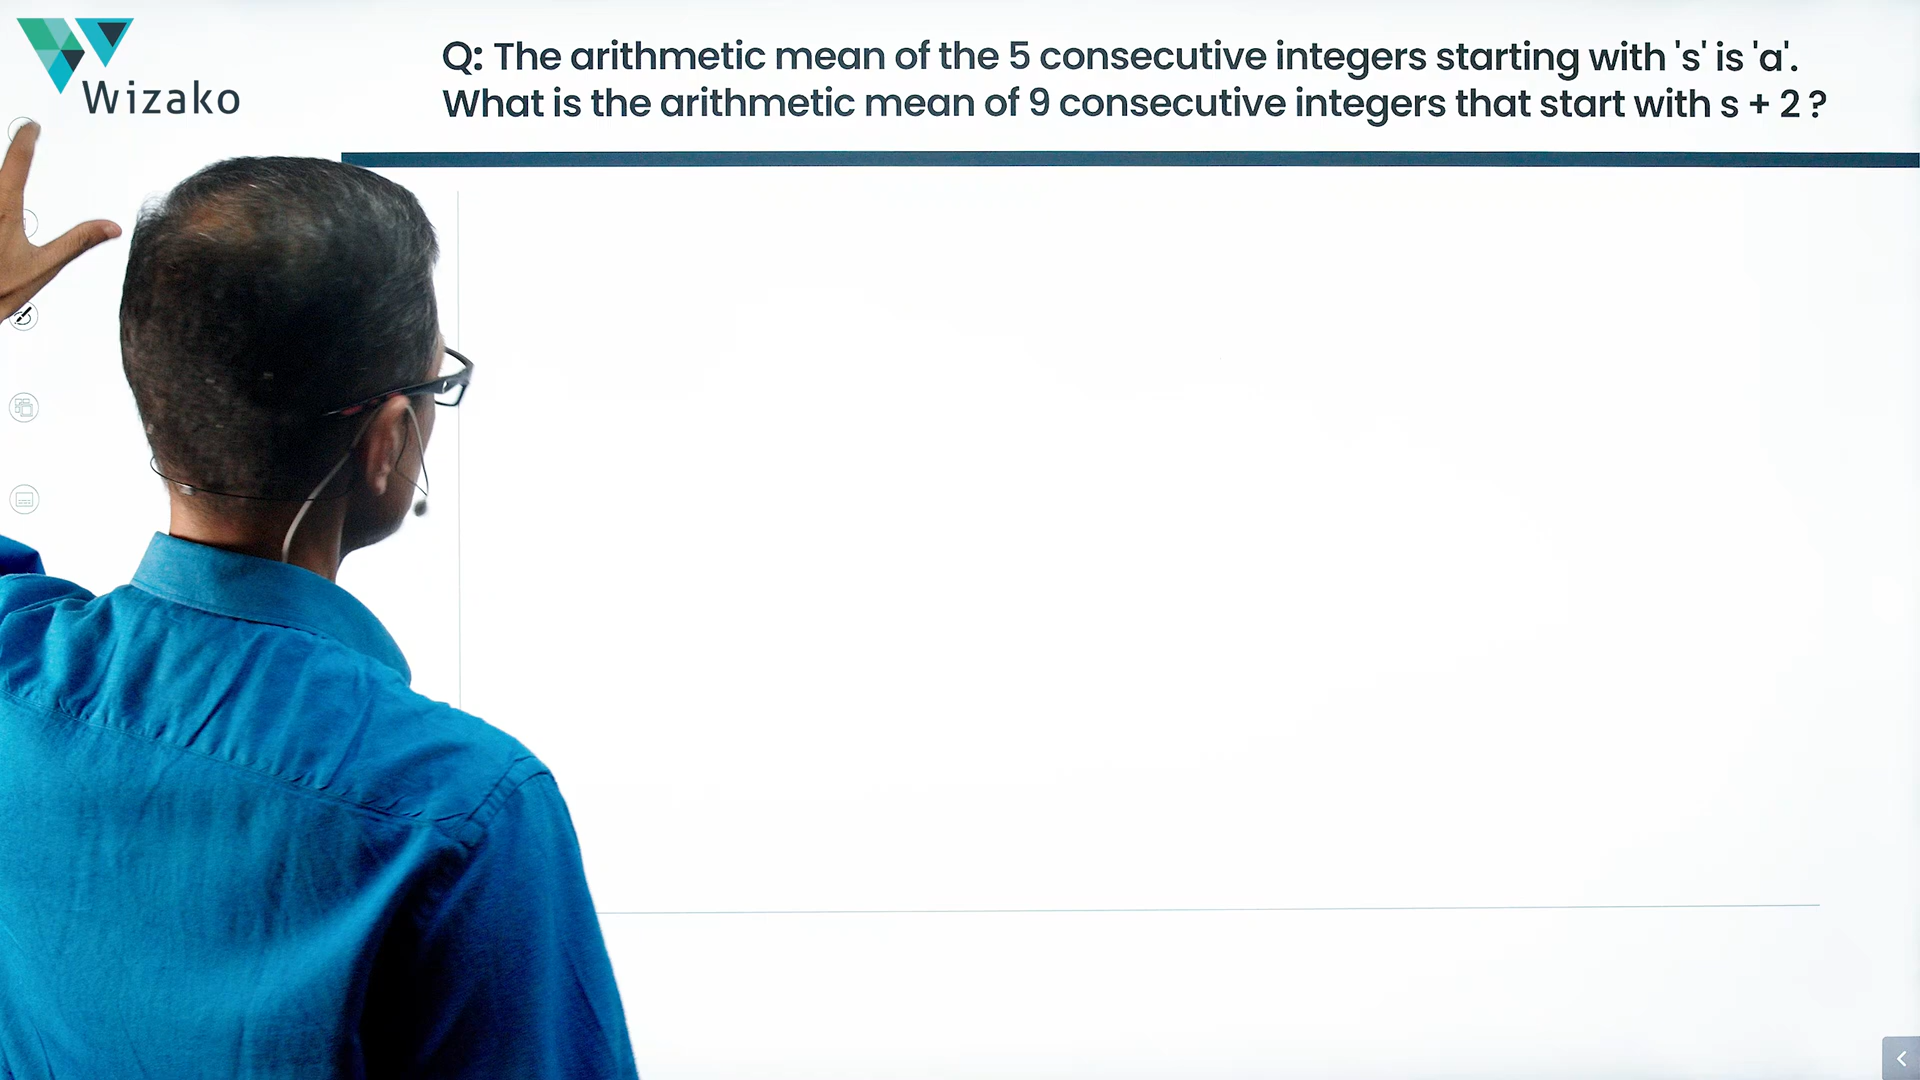 Wizako
Q: The arithmetic mean of the 5 consecutive integers starting with 's' is 'a'.
What is the arithmetic mean of 9 consecutive integers that start with s + 2 ?